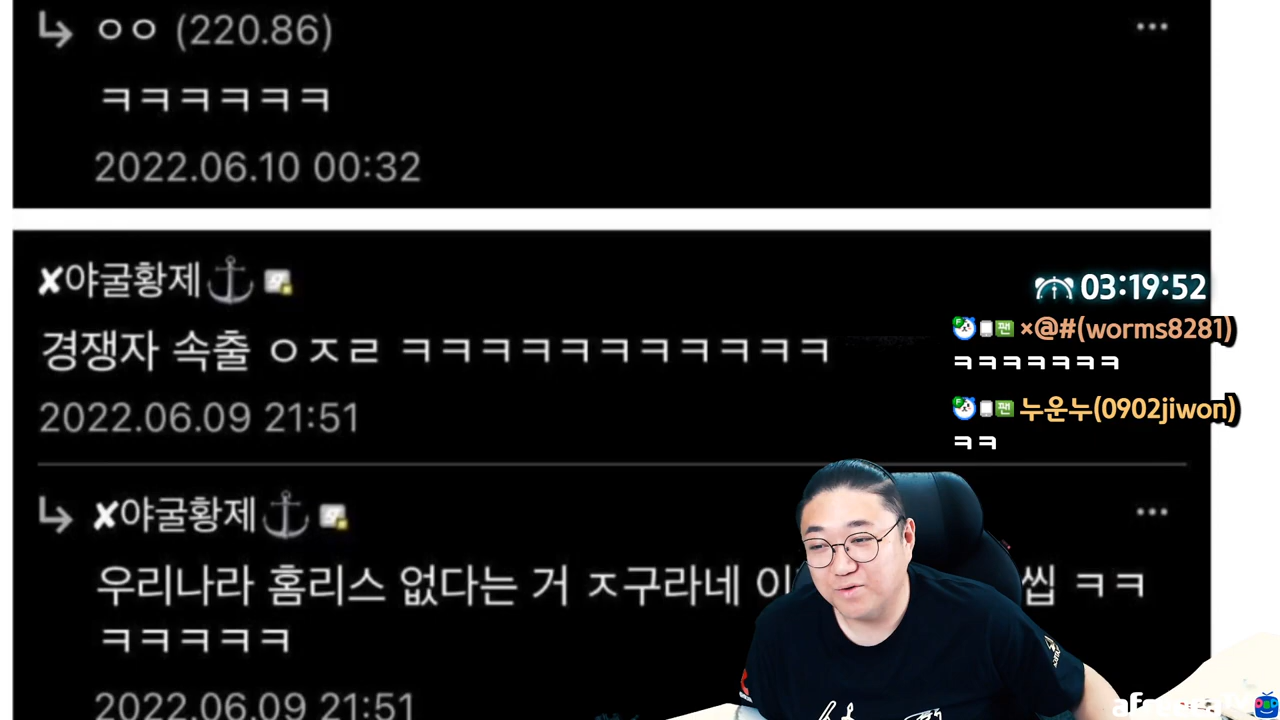 ㅇㅇ (220.86)
ㅋㅋㅋㅋㅋㅋ
2022.06.10 00:32
✘야굴황제⚓
경쟁자 속출 ㅇㅈㄹ ㅋㅋㅋㅋㅋㅋㅋㅋㅋㅋㅋ
2022.06.09 21:51
✘야굴황제⚓
우리나라 홈리스 없다는 거 ㅈ구라네 씹 ㅋㅋ
ㅋㅋㅋㅋㅋ
2022.06.09 21:51
03:19:52
×@#(worms8281)
ㅋㅋㅋㅋㅋㅋㅋ
누운누(0902jiwon)
ㅋㅋ